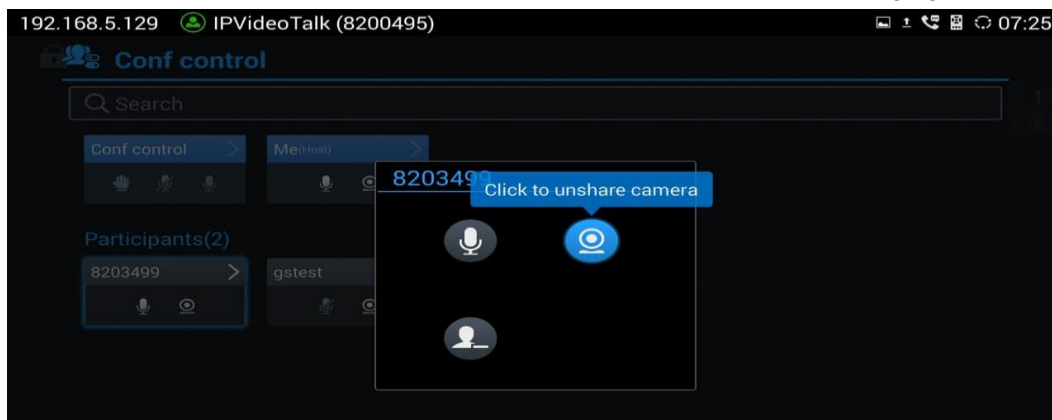 192.168.5.129 IPVideoTalk (8200495) 07:25
Conf control
Search
1
Conf control Me(Host)
8203499
Click to unshare camera
Participants(2)
8203499 gstest